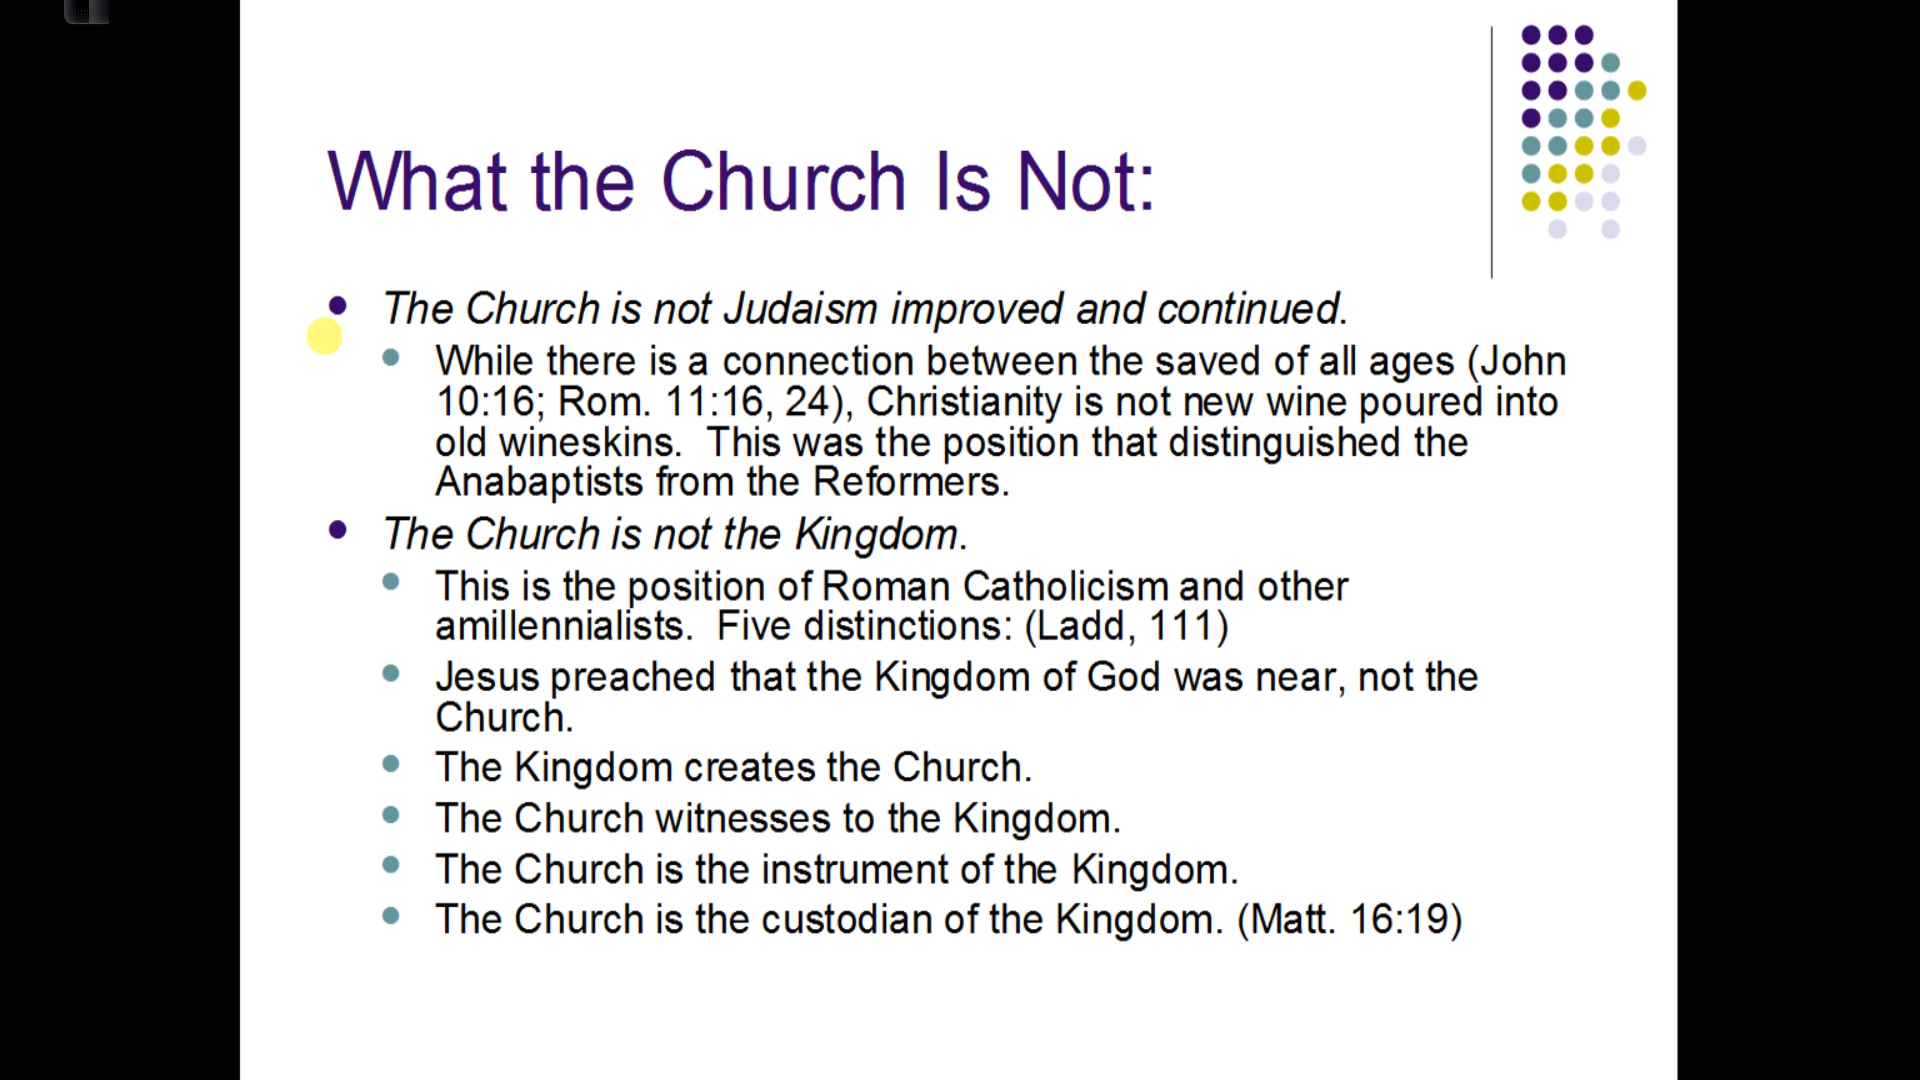 What the Church Is Not:
The Church is not Judaism improved and continued.
While there is a connection between the saved of all ages (John
10:16; Rom. 11:16, 24), Christianity is not new wine poured into
old wineskins.  This was the position that distinguished the
Anabaptists from the Reformers.
The Church is not the Kingdom.
This is the position of Roman Catholicism and other
amillennialists.  Five distinctions: (Ladd, 111)
Jesus preached that the Kingdom of God was near, not the
Church.
The Kingdom creates the Church.
The Church witnesses to the Kingdom.
The Church is the instrument of the Kingdom.
The Church is the custodian of the Kingdom. (Matt. 16:19)